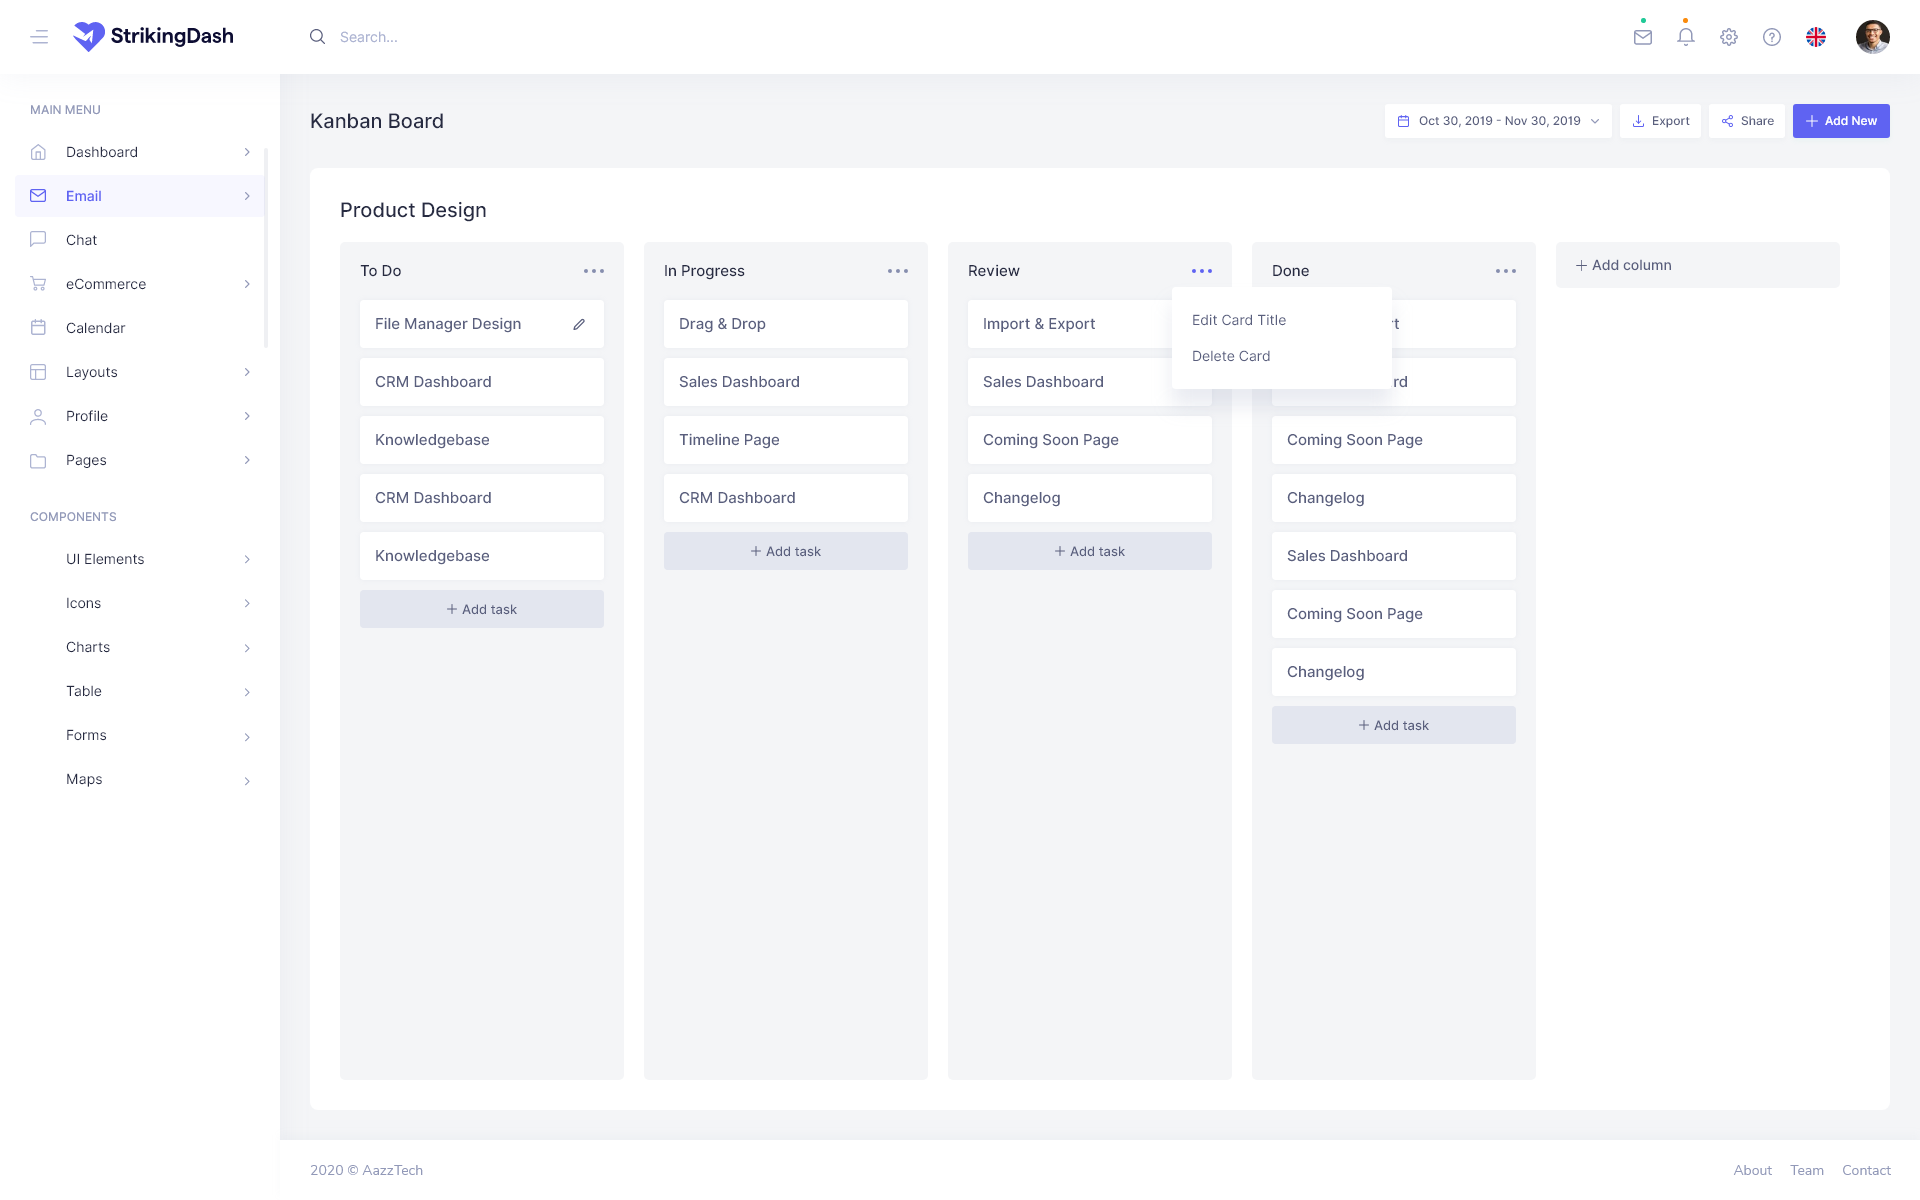 StrikingDash
Search...
MAIN MENU
Dashboard
Email
Chat
eCommerce
Calendar
Layouts
Profile
Pages
COMPONENTS
UI Elements
Icons
Charts
Table
Forms
Maps
Kanban Board
Oct 30, 2019 - Nov 30, 2019
Export
Share
+ Add New
Product Design
To Do
File Manager Design
CRM Dashboard
Knowledgebase
CRM Dashboard
Knowledgebase
+ Add task
In Progress
Drag & Drop
Sales Dashboard
Timeline Page
CRM Dashboard
+ Add task
Review
Import & Export
Sales Dashboard
Coming Soon Page
Changelog
+ Add task
Edit Card Title
Delete Card
Done
Coming Soon Page
Changelog
Sales Dashboard
Coming Soon Page
Changelog
+ Add task
+ Add column
2020 © AazzTech
About Team Contact